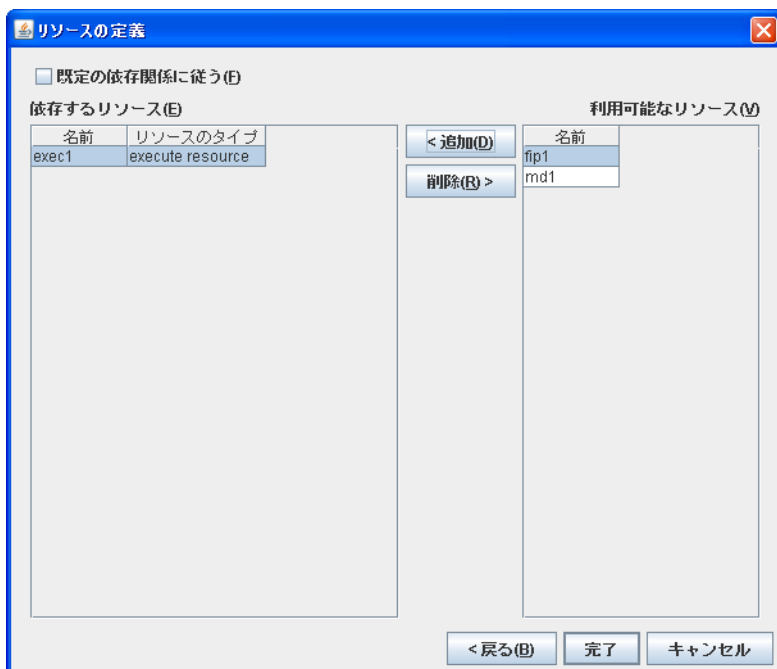 リソースの定義
既定の依存関係に従う(F)
依存するリソース(E)
利用可能なリソース(V)
名前 リソースのタイプ
exec1 execute resource
< 追加(D)
削除(R) >
名前
fip1
md1
< 戻る(B) 完了 キャンセル